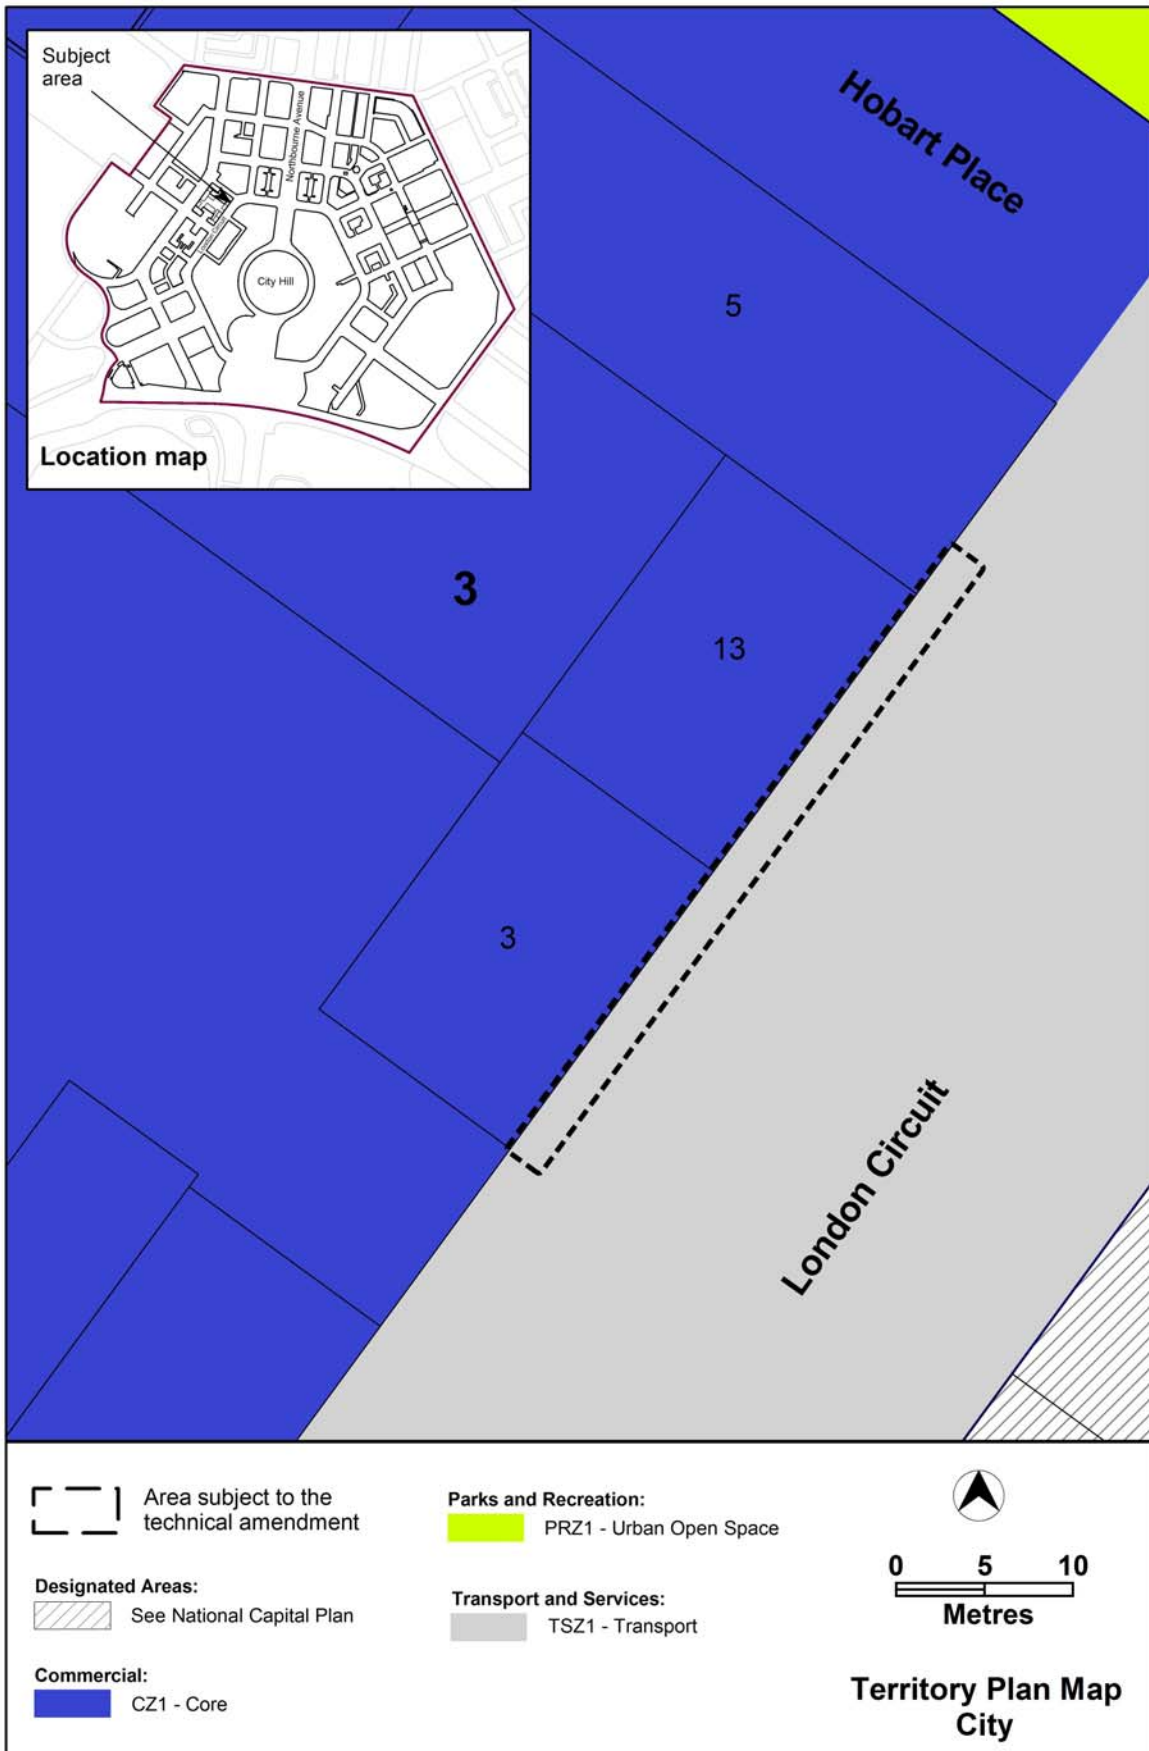 Subject
area
Northbourne Avenue
London Circuit
City Hill
Location map
Hobart Place
5
3
13
3
London Circuit
Area subject to the
technical amendment
Designated Areas:
See National Capital Plan
Commercial:
CZ1 - Core
Parks and Recreation:
PRZ1 - Urban Open Space
Transport and Services:
TSZ1 - Transport
0 5 10
Metres
Territory Plan Map
City